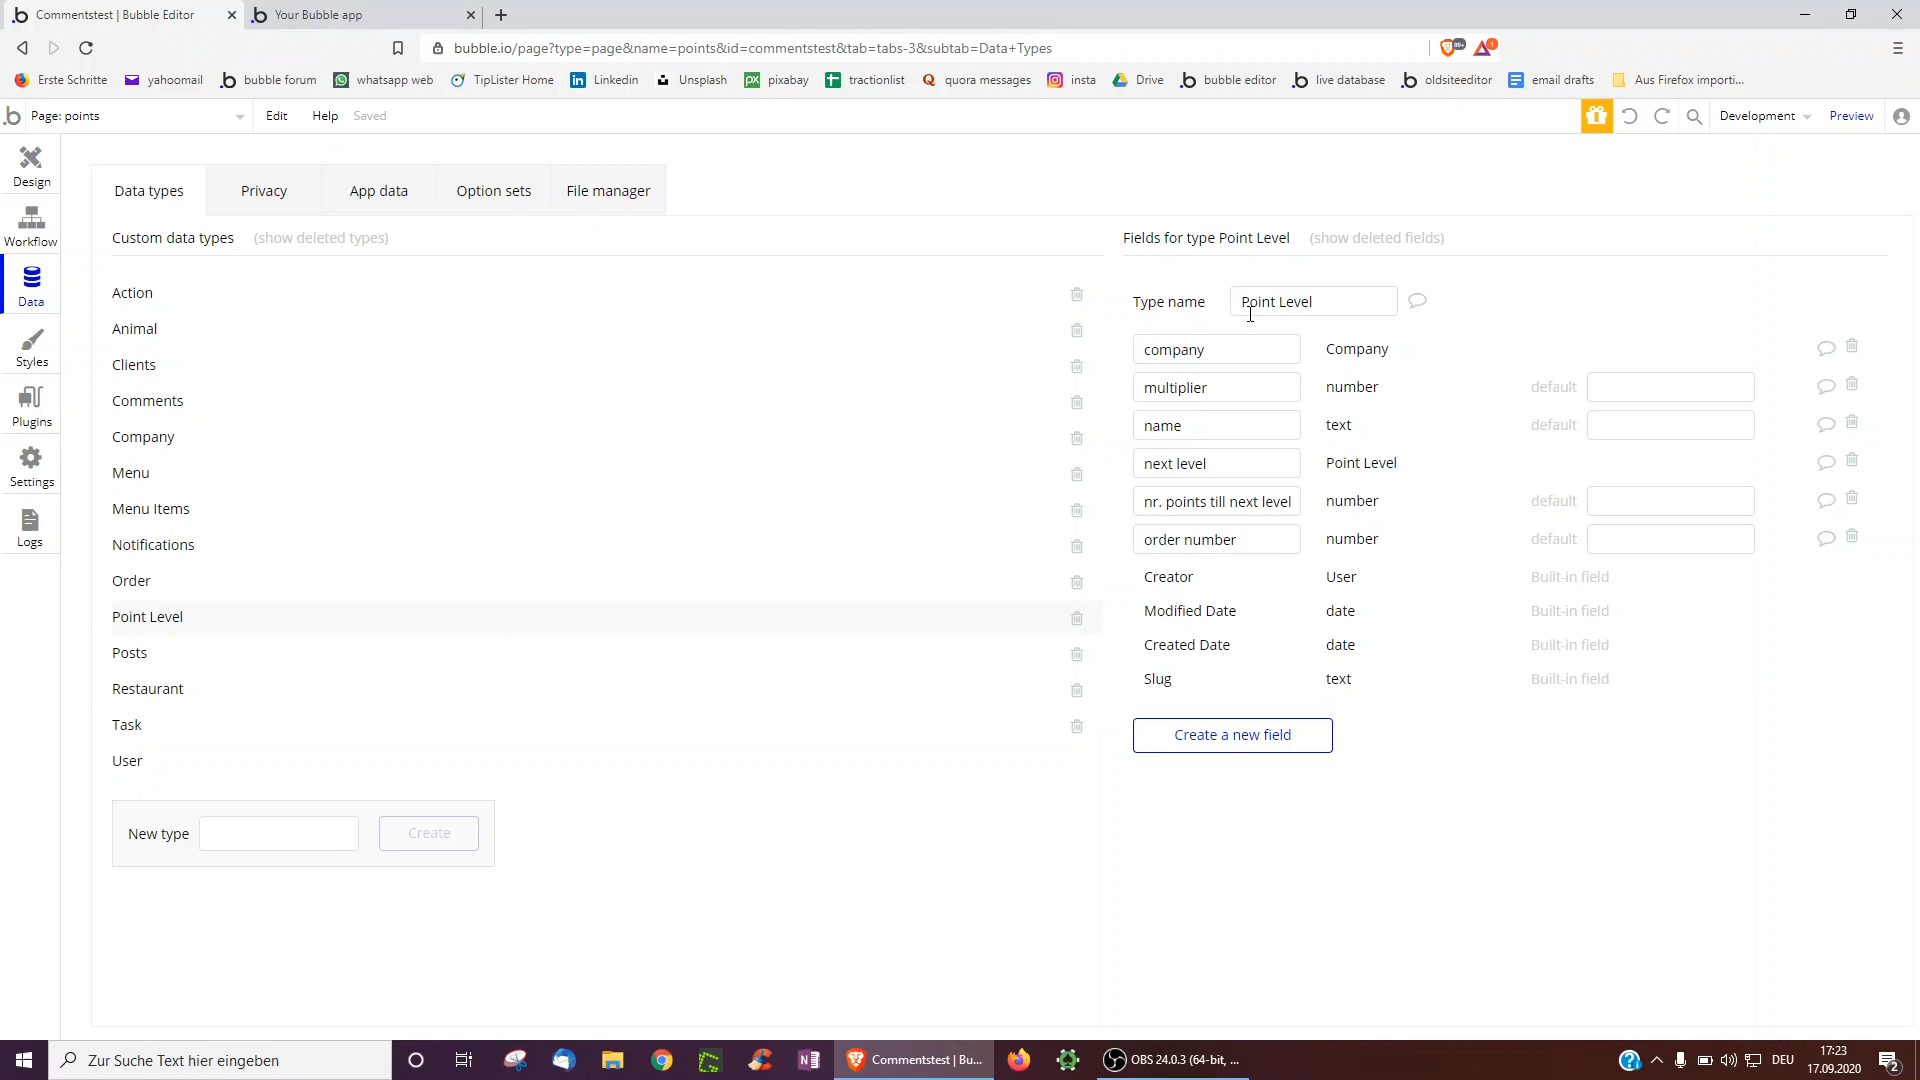 Commentstest | Bubble Editor
Your Bubble app
bubble.io/page?type=page&name=points&id=commentstest&tab=tabs-3&subtab=Data+Types
99+
1
Erste Schritte
yahoomail
bubble forum
whatsapp web
TipLister Home
Linkedin
Unsplash
pixabay
tractionlist
quora messages
insta
Drive
bubble editor
live database
oldsiteeditor
email drafts
Aus Firefox importi...
Page: points
Edit
Help
Saved
Development
Preview
Design
Workflow
Data
Styles
Plugins
Settings
Logs
Data types
Privacy
App data
Option sets
File manager
Custom data types
(show deleted types)
Action
Animal
Clients
Comments
Company
Menu
Menu Items
Notifications
Order
Point Level
Posts
Restaurant
Task
User
New type
Create
Fields for type Point Level
(show deleted fields)
Type name
Point Level
company
Company
multiplier
number
default
name
text
default
next level
Point Level
nr. points till next level
number
default
order number
number
default
Creator
User
Built-in field
Modified Date
date
Built-in field
Created Date
date
Built-in field
Slug
text
Built-in field
Create a new field
Zur Suche Text hier eingeben
Commentstest | Bu...
OBS 24.0.3 (64-bit, ...
DEU
17:23
17.09.2020
2